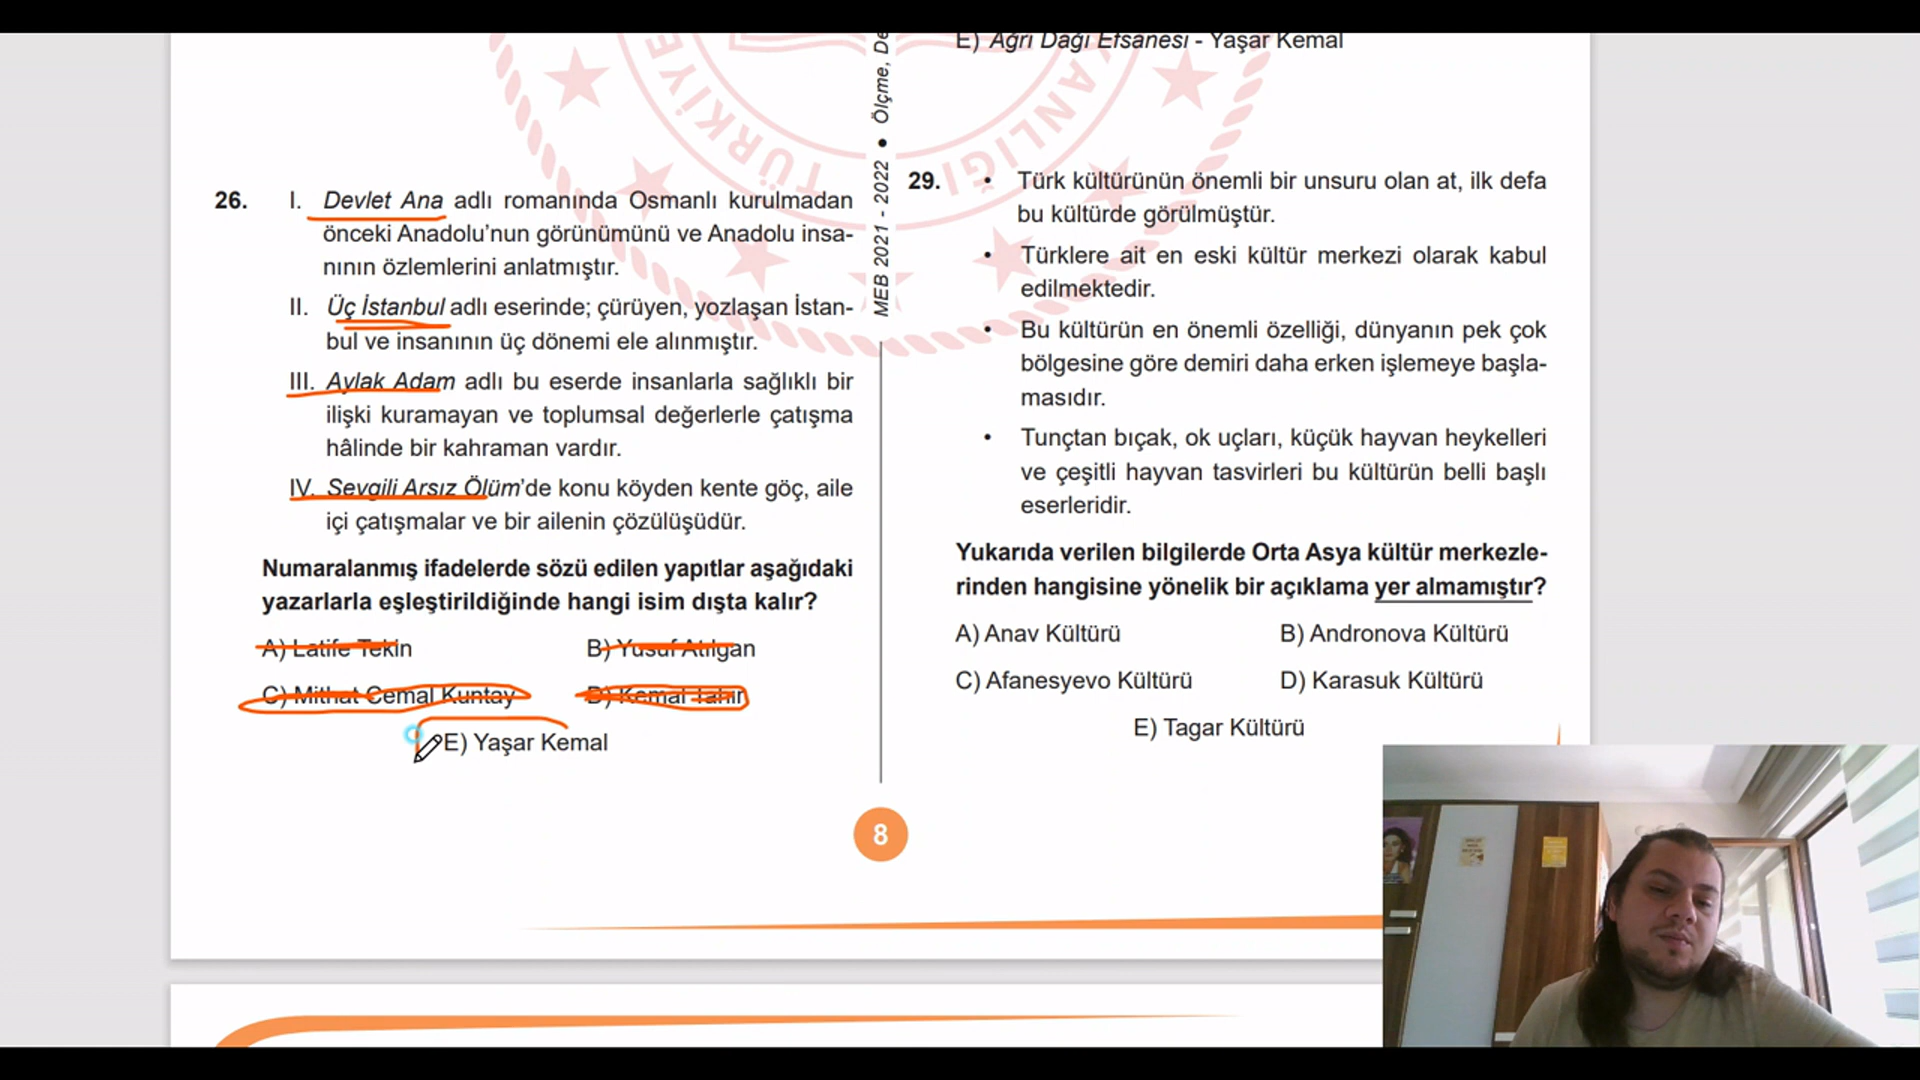 E) Ağrı Dağı Efsanesi - Yaşar Kemal
TÜRKİYE
KANLIĞI
MEB 2021 - 2022 • Ölçme, De
26. I. Devlet Ana adlı romanında Osmanlı kurulmadan
önceki Anadolu’nun görünümünü ve Anadolu insa-
nının özlemlerini anlatmıştır.
II. Üç İstanbul adlı eserinde; çürüyen, yozlaşan İstan-
bul ve insanının üç dönemi ele alınmıştır.
III. Aylak Adam adlı bu eserde insanlarla sağlıklı bir
ilişki kuramayan ve toplumsal değerlerle çatışma
hâlinde bir kahraman vardır.
IV. Sevgili Arsız Ölüm’de konu köyden kente göç, aile
içi çatışmalar ve bir ailenin çözülüşüdür.
Numaralanmış ifadelerde sözü edilen yapıtlar aşağıdaki
yazarlarla eşleştirildiğinde hangi isim dışta kalır?
A) Latife Tekin B) Yusuf Atılgan
C) Mithat Cemal Kuntay D) Kemal Tahir
E) Yaşar Kemal
29. • Türk kültürünün önemli bir unsuru olan at, ilk defa
bu kültürde görülmüştür.
• Türklere ait en eski kültür merkezi olarak kabul
edilmektedir.
• Bu kültürün en önemli özelliği, dünyanın pek çok
bölgesine göre demiri daha erken işlemeye başla-
masıdır.
• Tunçtan bıçak, ok uçları, küçük hayvan heykelleri
ve çeşitli hayvan tasvirleri bu kültürün belli başlı
eserleridir.
Yukarıda verilen bilgilerde Orta Asya kültür merkezle-
rinden hangisine yönelik bir açıklama yer almamıştır?
A) Anav Kültürü B) Andronova Kültürü
C) Afanesyevo Kültürü D) Karasuk Kültürü
E) Tagar Kültürü
8